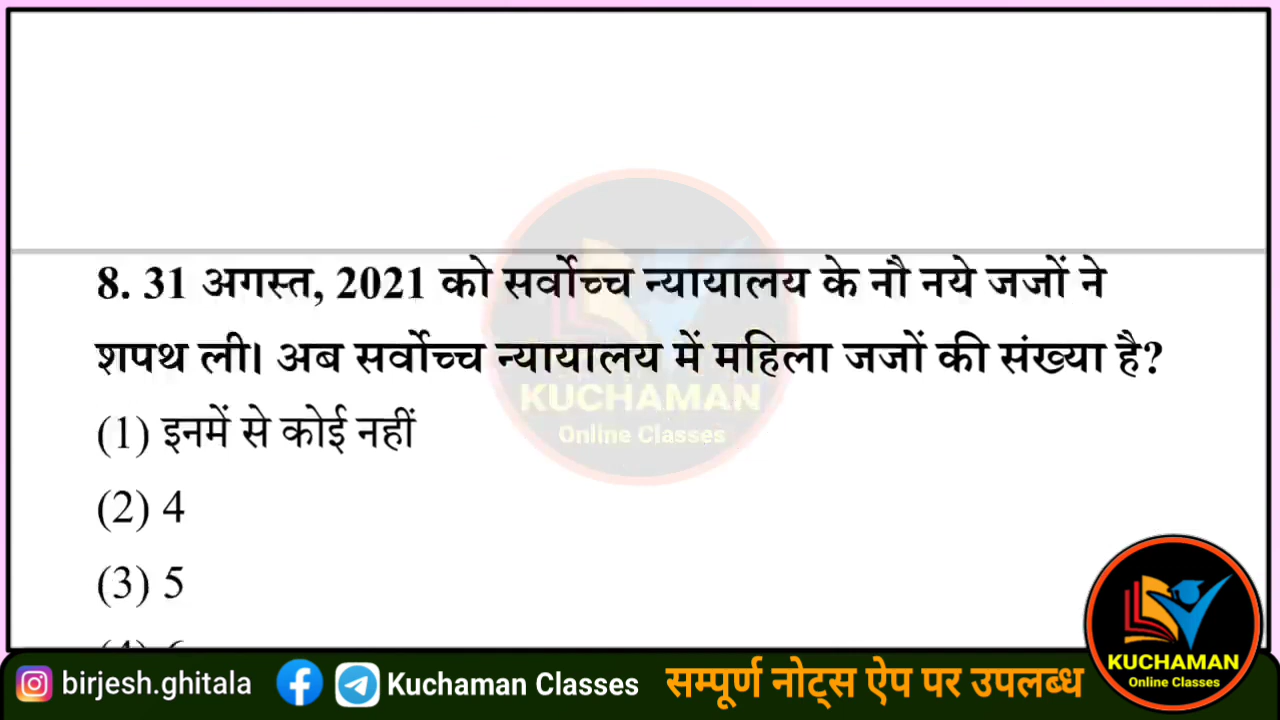 8. 31 अगस्त, 2021 को सर्वोच्च न्यायालय के नौ नये जजों ने
शपथ ली। अब सर्वोच्च न्यायालय में महिला जजों की संख्या है?
KUCHAMAN
Online Classes
(1) इनमें से कोई नहीं
(2) 4
(3) 5
KUCHAMAN
Online Classes
birjesh.ghitala
Kuchaman Classes
सम्पूर्ण नोट्स ऐप पर उपलब्ध